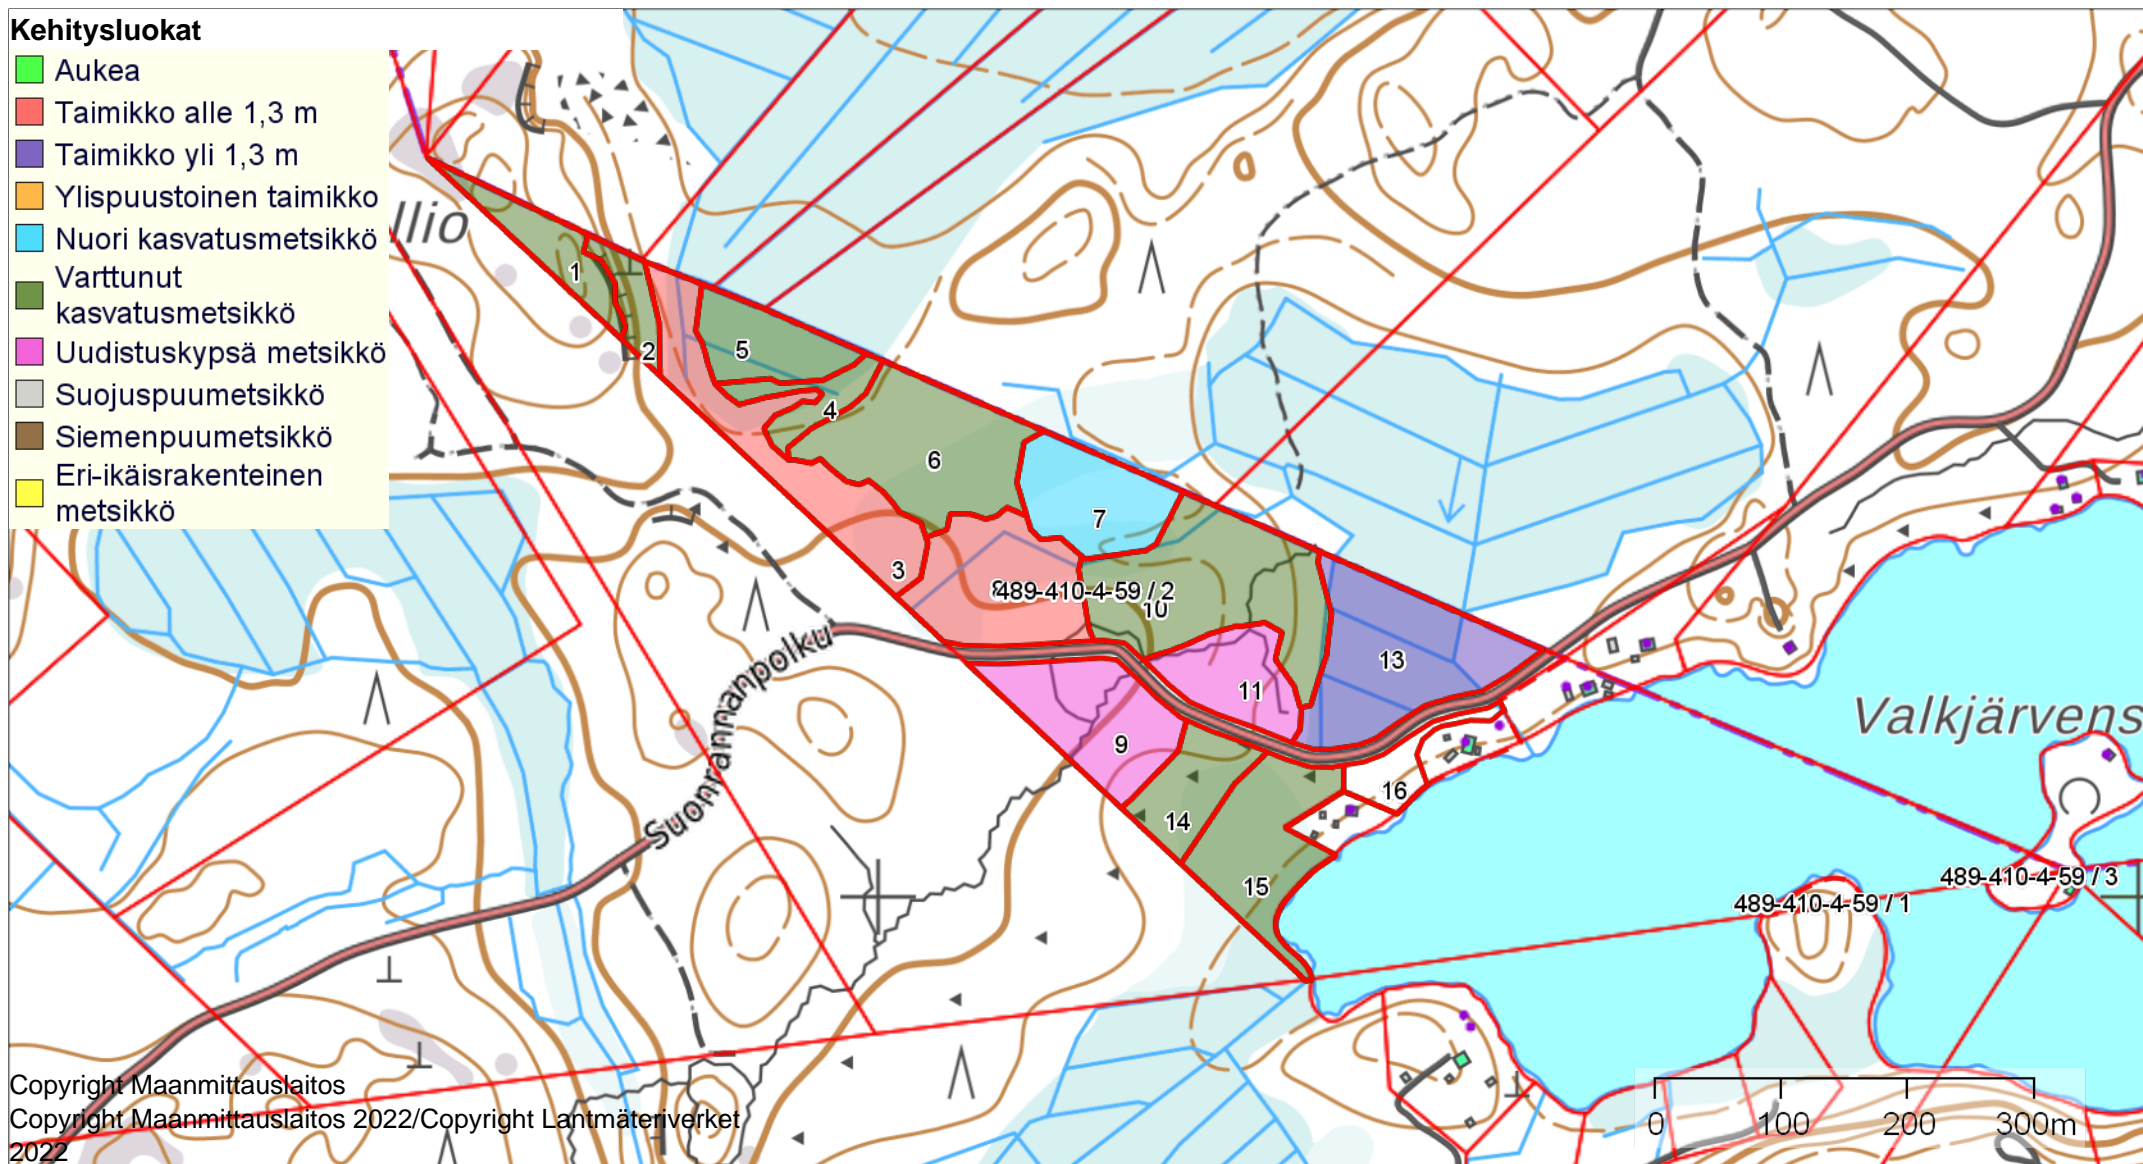 Kehitysluokat
Aukea
Taimikko alle 1,3 m
Taimikko yli 1,3 m
Ylispuustoinen taimikko
Nuori kasvatusmetsikkö
Varttunut
kasvatusmetsikkö
Uudistuskypsä metsikkö
Suojuspuumetsikkö
Siemenpuumetsikkö
Eri-ikäisrakenteinen
metsikkö
llio
1
2
5
4
6
7
3
489-410-4-59 / 2
10
13
11
9
16
14
15
Suonrannanpolku
Valkjärvens
489-410-4-59 / 3
489-410-4-59 / 1
0 100 200 300m
Copyright Maanmittauslaitos
Copyright Maanmittauslaitos 2022/Copyright Lantmäteriverket
2022